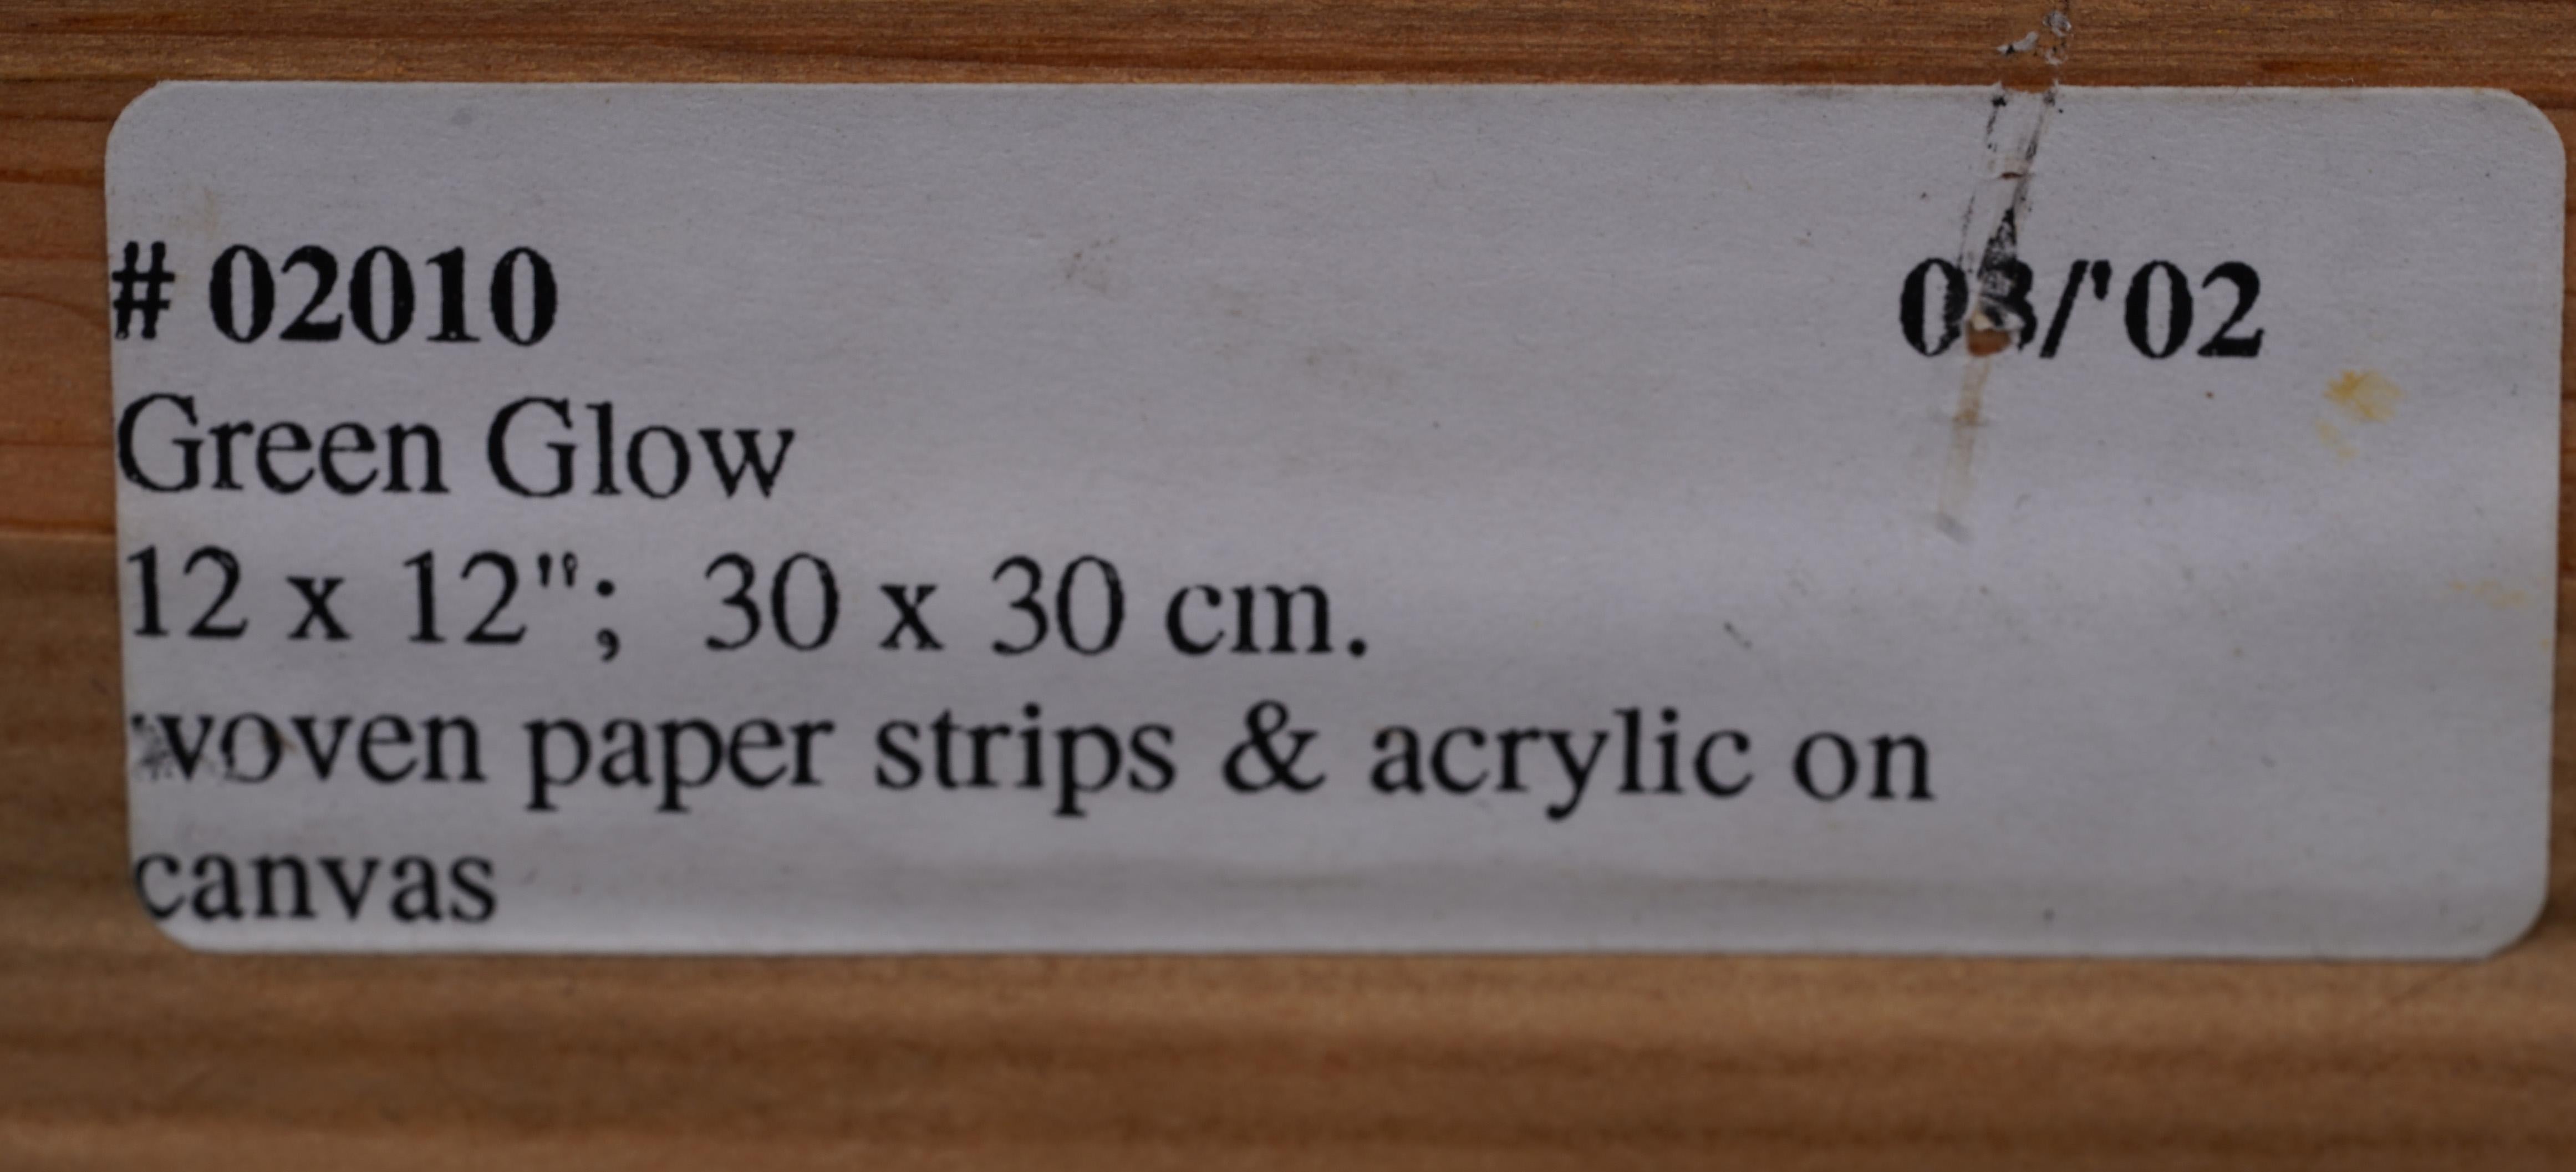 # 02010 03/'02
Green Glow
12 x 12"; 30 x 30 cm.
woven paper strips & acrylic on
canvas